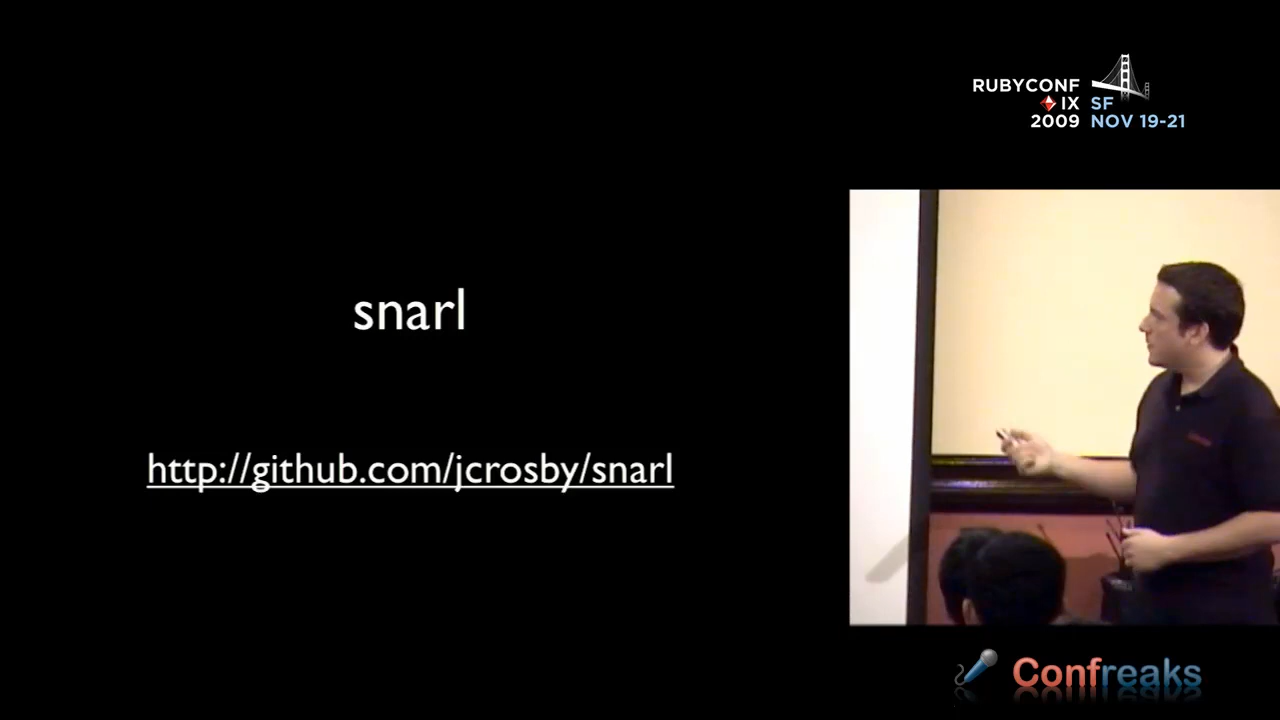 RUBYCONF
IX SF
2009 NOV 19-21
snarl
http://github.com/jcrosby/snarl
Confreaks